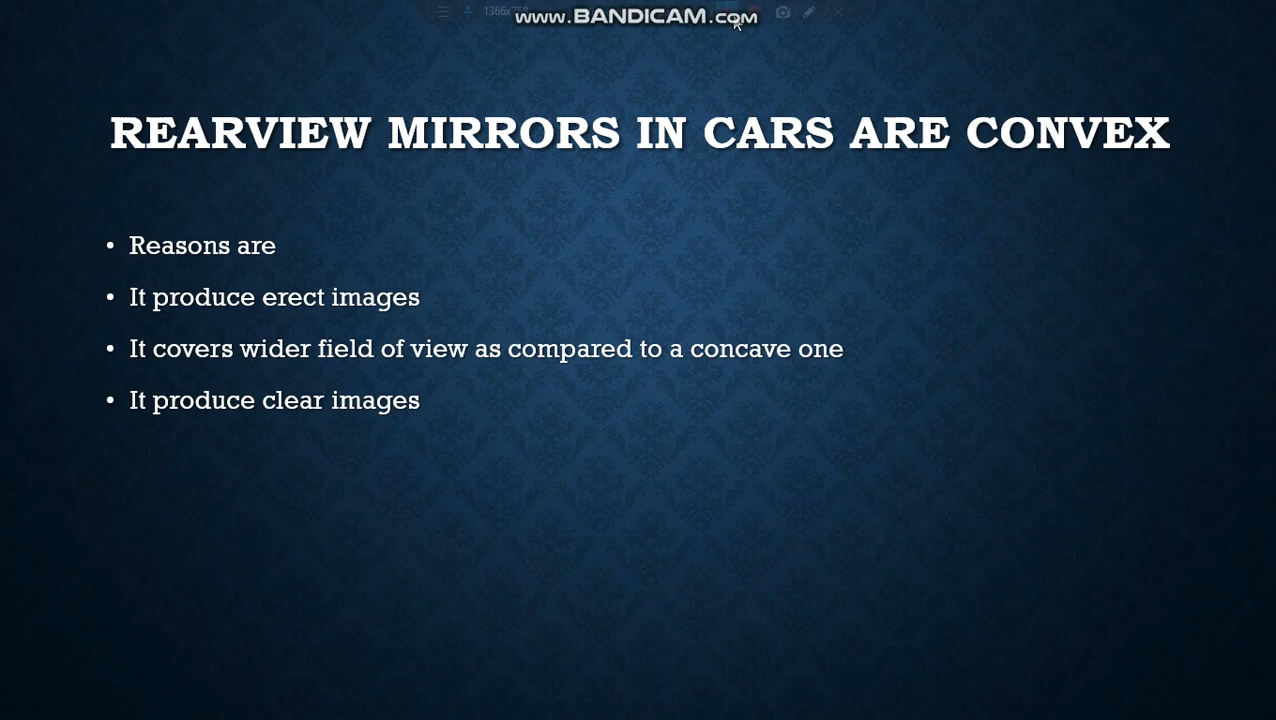 www.BANDICAM.com
REARVIEW MIRRORS IN CARS ARE CONVEX
• Reasons are
• It produce erect images
• It covers wider field of view as compared to a concave one
• It produce clear images